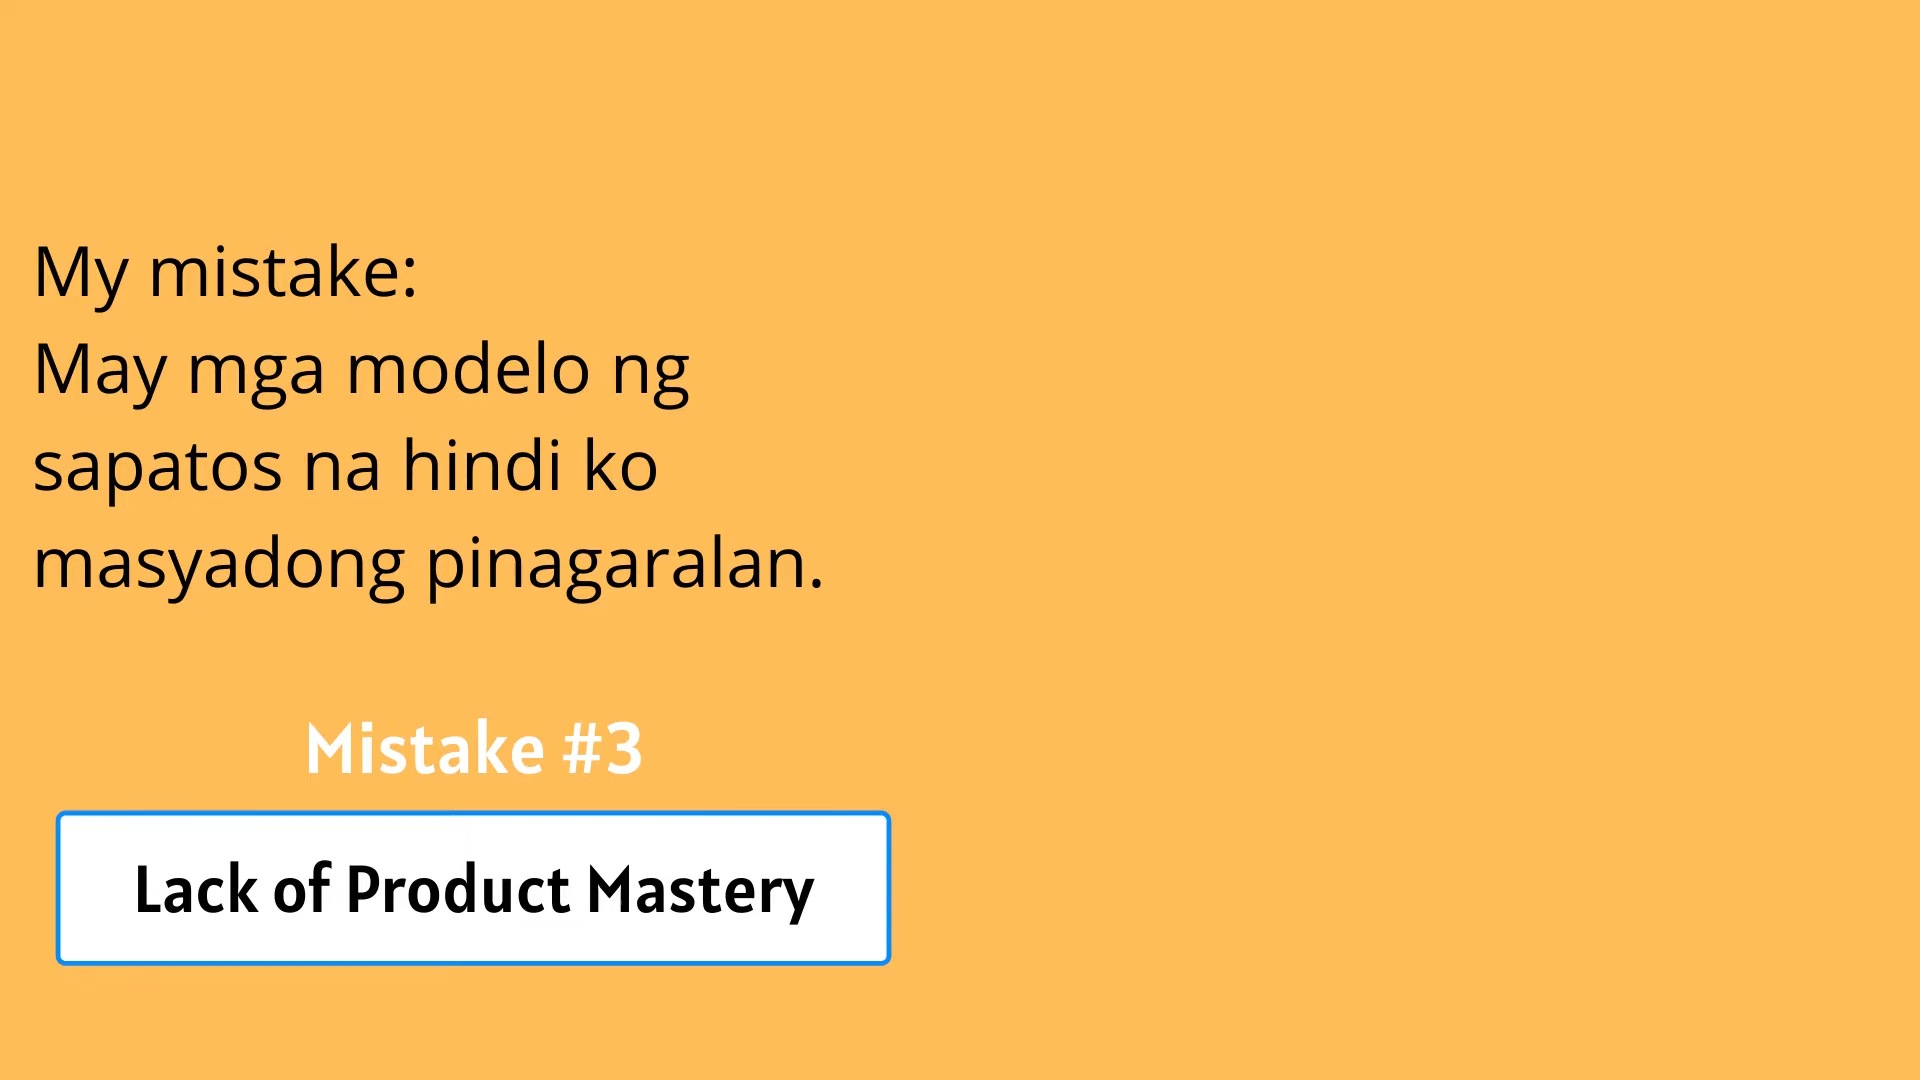 My mistake:
May mga modelo ng
sapatos na hindi ko
masyadong pinagaralan.
Mistake #3
Lack of Product Mastery